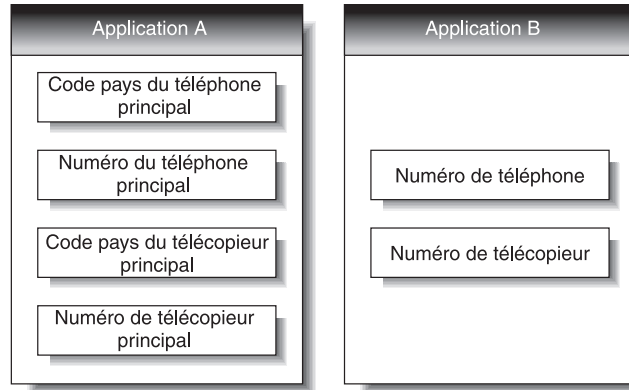 Application A
Code pays du téléphone
principal
Numéro du téléphone
principal
Code pays du télécopieur
principal
Numéro de télécopieur
principal
Application B
Numéro de téléphone
Numéro de télécopieur